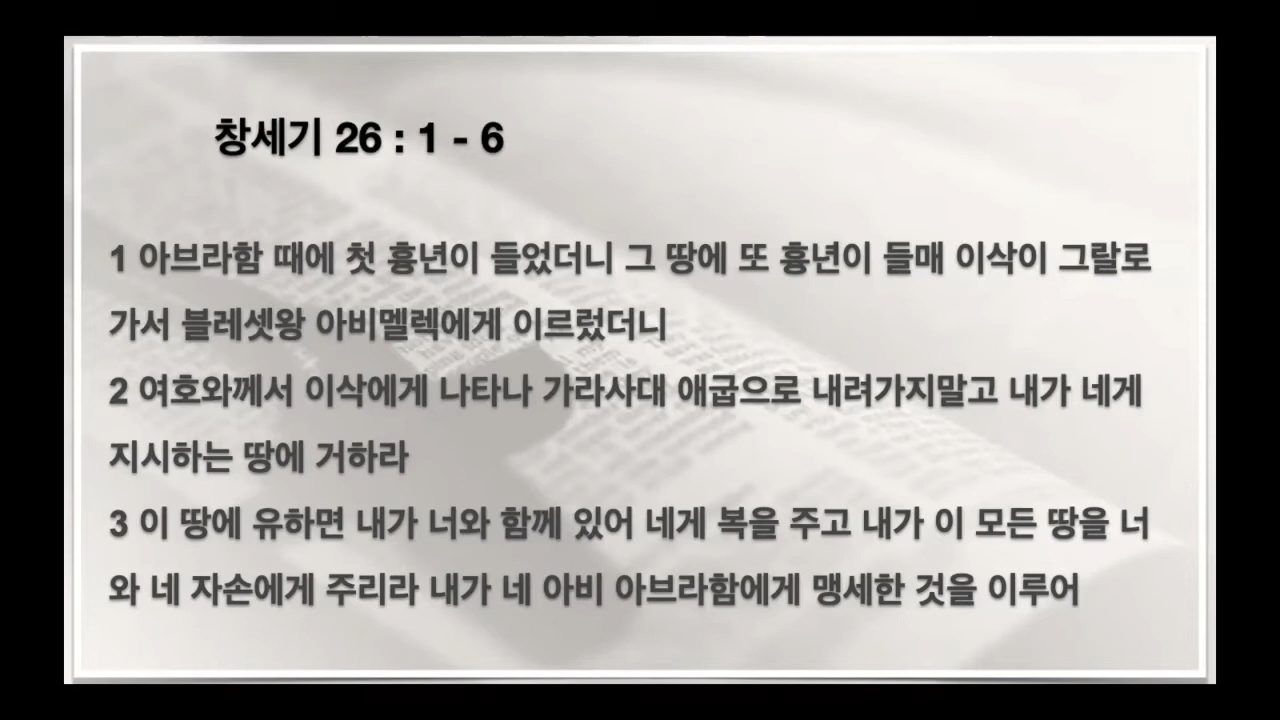 창세기 26 : 1 - 6
1 아브라함 때에 첫 흉년이 들었더니 그 땅에 또 흉년이 들매 이삭이 그랄로
가서 블레셋왕 아비멜렉에게 이르렀더니
2 여호와께서 이삭에게 나타나 가라사대 애굽으로 내려가지말고 내가 네게
지시하는 땅에 거하라
3 이 땅에 유하면 내가 너와 함께 있어 네게 복을 주고 내가 이 모든 땅을 너
와 네 자손에게 주리라 내가 네 아비 아브라함에게 맹세한 것을 이루어